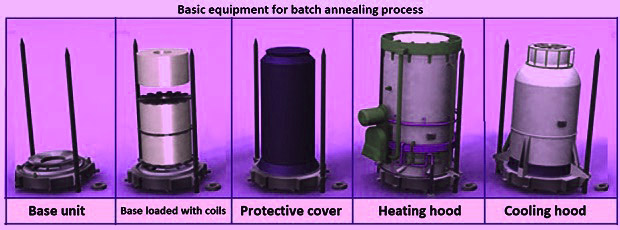 Basic equipment for batch annealing process
Base unit
Base loaded with coils
Protective cover
Heating hood
Cooling hood